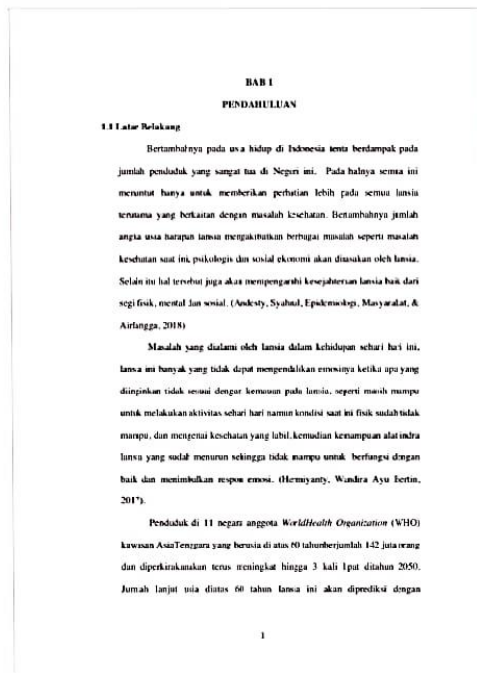 BAB 1
PENDAHULUAN
1.1 Latar Belakang
Bertambahnya pada usia hidup di Indonesia tentu berdampak pada
jumlah penduduk yang sangat tua di Negeri ini. Pada halnya semua ini
menuntut hanya untuk memberikan perhatian lebih pada semua lansia
terutama yang berkaitan dengan masalah kesehatan. Bertambahnya jumlah
angka usia harapan lansia mengakibatkan berbagai masalah seperti masalah
kesehatan saat ini, psikologis dan sosial ekonomi akan dirasakan oleh lansia.
Selain itu hal tersebut juga akan mempengaruhi kesejahteraan lansia baik dari
segi fisik, mental dan sosial. (Andesty, Syahrul, Epidemiologi, Masyarakat, &
Airlangga, 2018)
Masalah yang dialami oleh lansia dalam kehidupan sehari hari ini,
lansia ini banyak yang tidak dapat mengendalikan emosinya ketika apa yang
diinginkan tidak sesuai dengan kemauan pada lansia, seperti masih mampu
untuk melakukan aktivitas sehari hari namun kondisi saat ini fisik sudah tidak
mampu, dan mengenai kesehatan yang labil, kemudian kemampuan alat indra
lansia yang sudah menurun sehingga tidak mampu untuk berfungsi dengan
baik dan menimbulkan respon emosi. (Hermiyanty, Wandira Ayu Bertin,
2017).
Penduduk di 11 negara anggota WorldHealth Organization (WHO)
kawasan AsiaTenggara yang berusia di atas 60 tahunberjumlah 142 juta orang
dan diperkirakanakan terus meningkat hingga 3 kali lipat ditahun 2050.
Jumlah lanjut usia diatas 60 tahun lansia ini akan diprediksi dengan
1